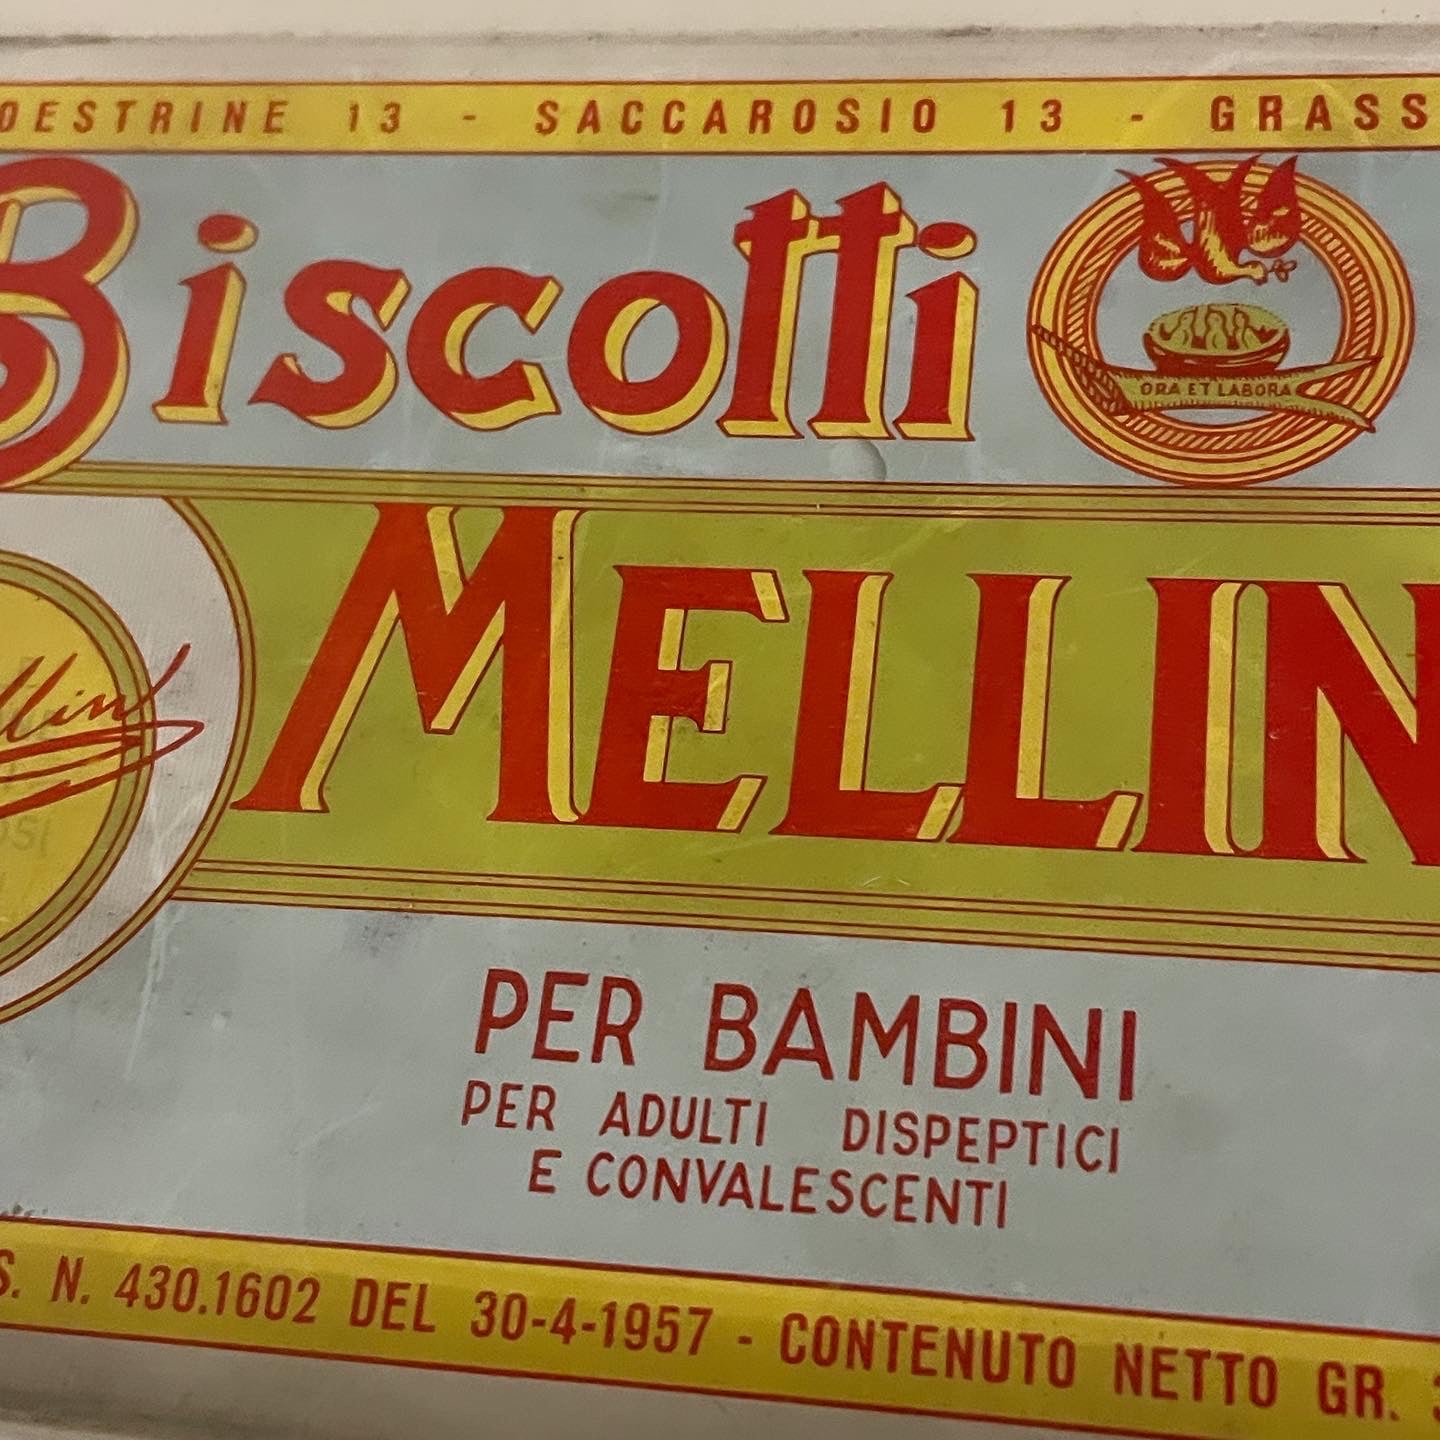 DESTRINE 13 - SACCAROSIO 13 - GRASS
Biscotti
ORA ET LABORA
MELLIN
PER BAMBINI
PER ADULTI DISPEPTICI
E CONVALESCENTI
S. N. 430.1602 DEL 30-4-1957 - CONTENUTO NETTO GR.